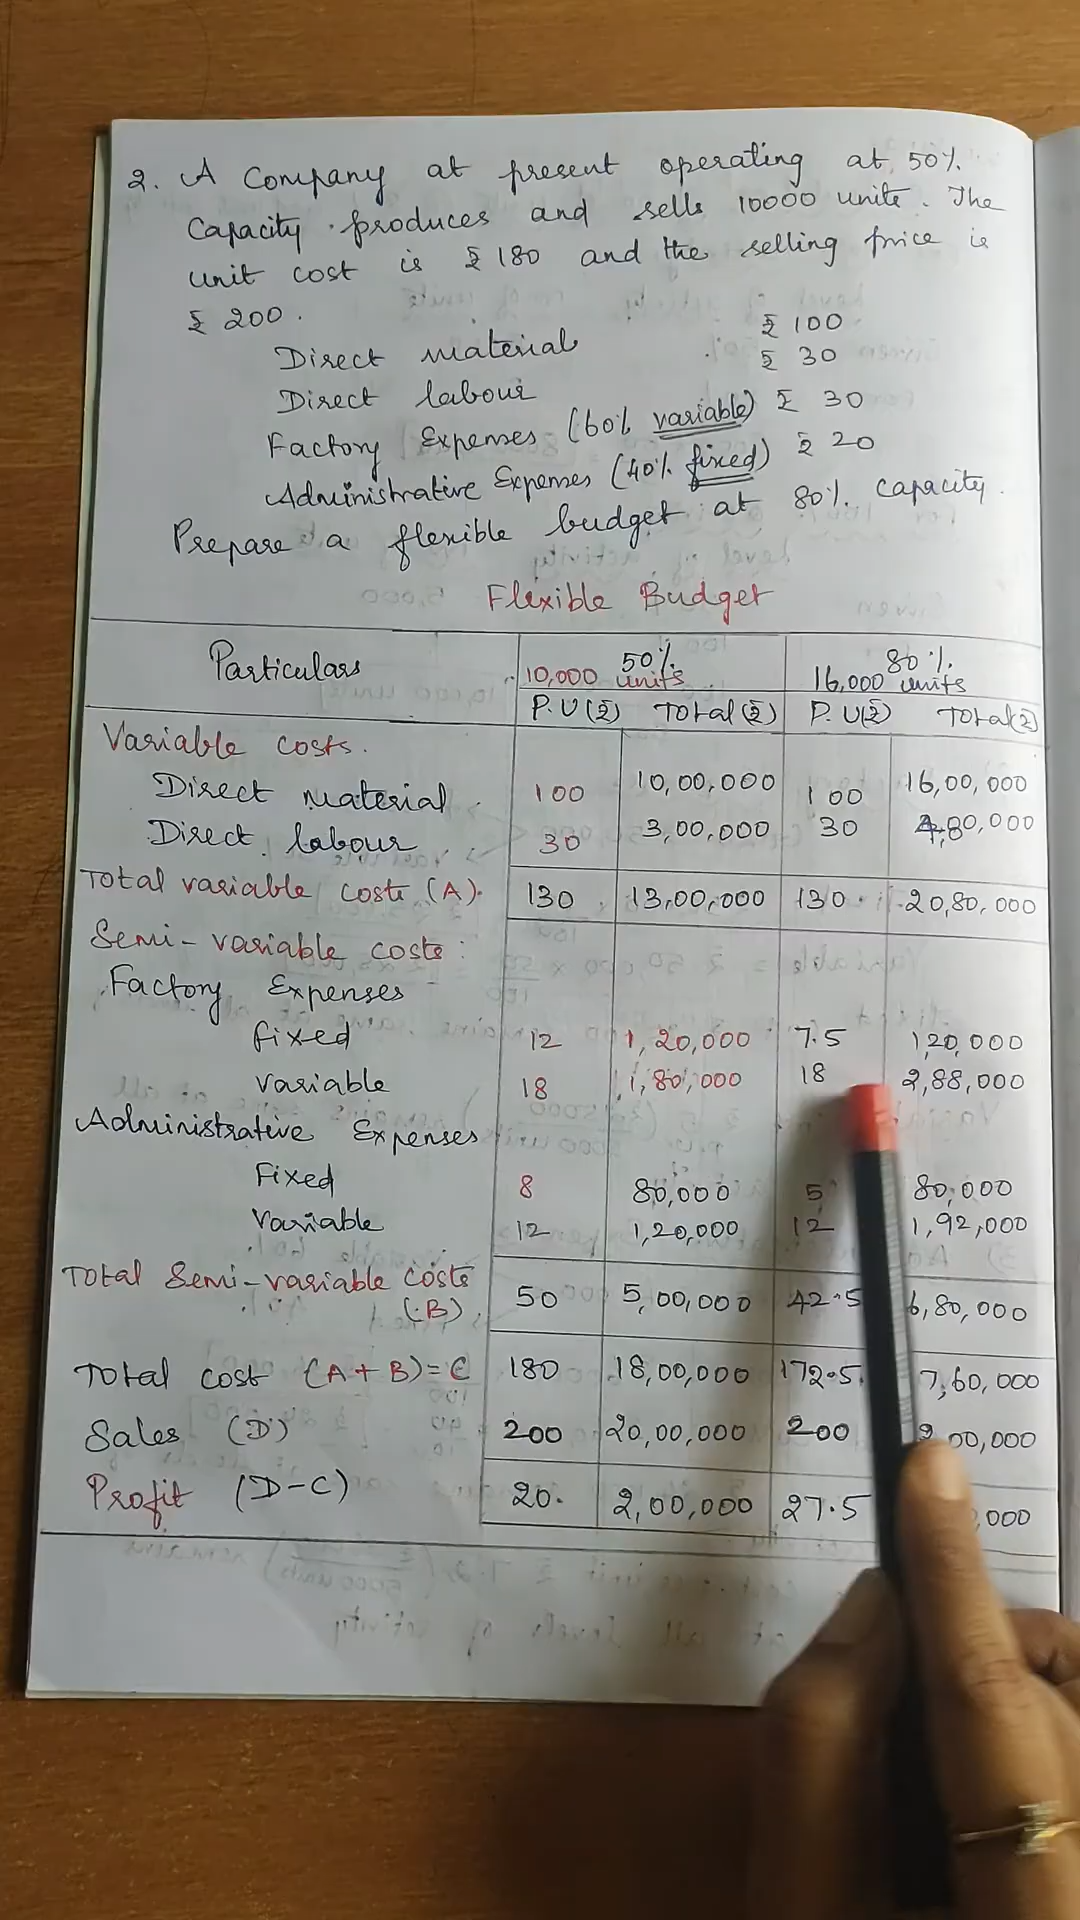 2. A Company at present operating at 50%.
Capacity produces and sells 10000 units. The
unit cost is ₹ 180 and the selling price is
₹ 200.
Direct material ₹ 100
Direct labour ₹ 30
Factory Expenses (60% variable) ₹ 30
Administrative Expenses (40% fixed) ₹ 20
Prepare a flexible budget at 80% capacity.
Flexible Budget
Particulars 50% 80%
10,000 units 16,000 units
P.U(₹) Total(₹) P.U(₹) Total(₹)
Variable costs.
Direct material 100 10,00,000 100 16,00,000
Direct labour 30 3,00,000 30 4,80,000
Total variable costs (A). 130 13,00,000 130 20,80,000
Semi-variable costs:
Factory Expenses
fixed 12 1,20,000 7.5 1,20,000
variable 18 1,80,000 18 2,88,000
Administrative Expenses
Fixed 8 80,000 5 80,000
Variable 12 1,20,000 12 1,92,000
Total Semi-variable costs
(B) 50 5,00,000 42.5 6,80,000
Total cost (A+B)=C 180 18,00,000 172.5 7,60,000
Sales (D) 200 20,00,000 200 00,000
Profit (D-C) 20. 2,00,000 27.5 ,000